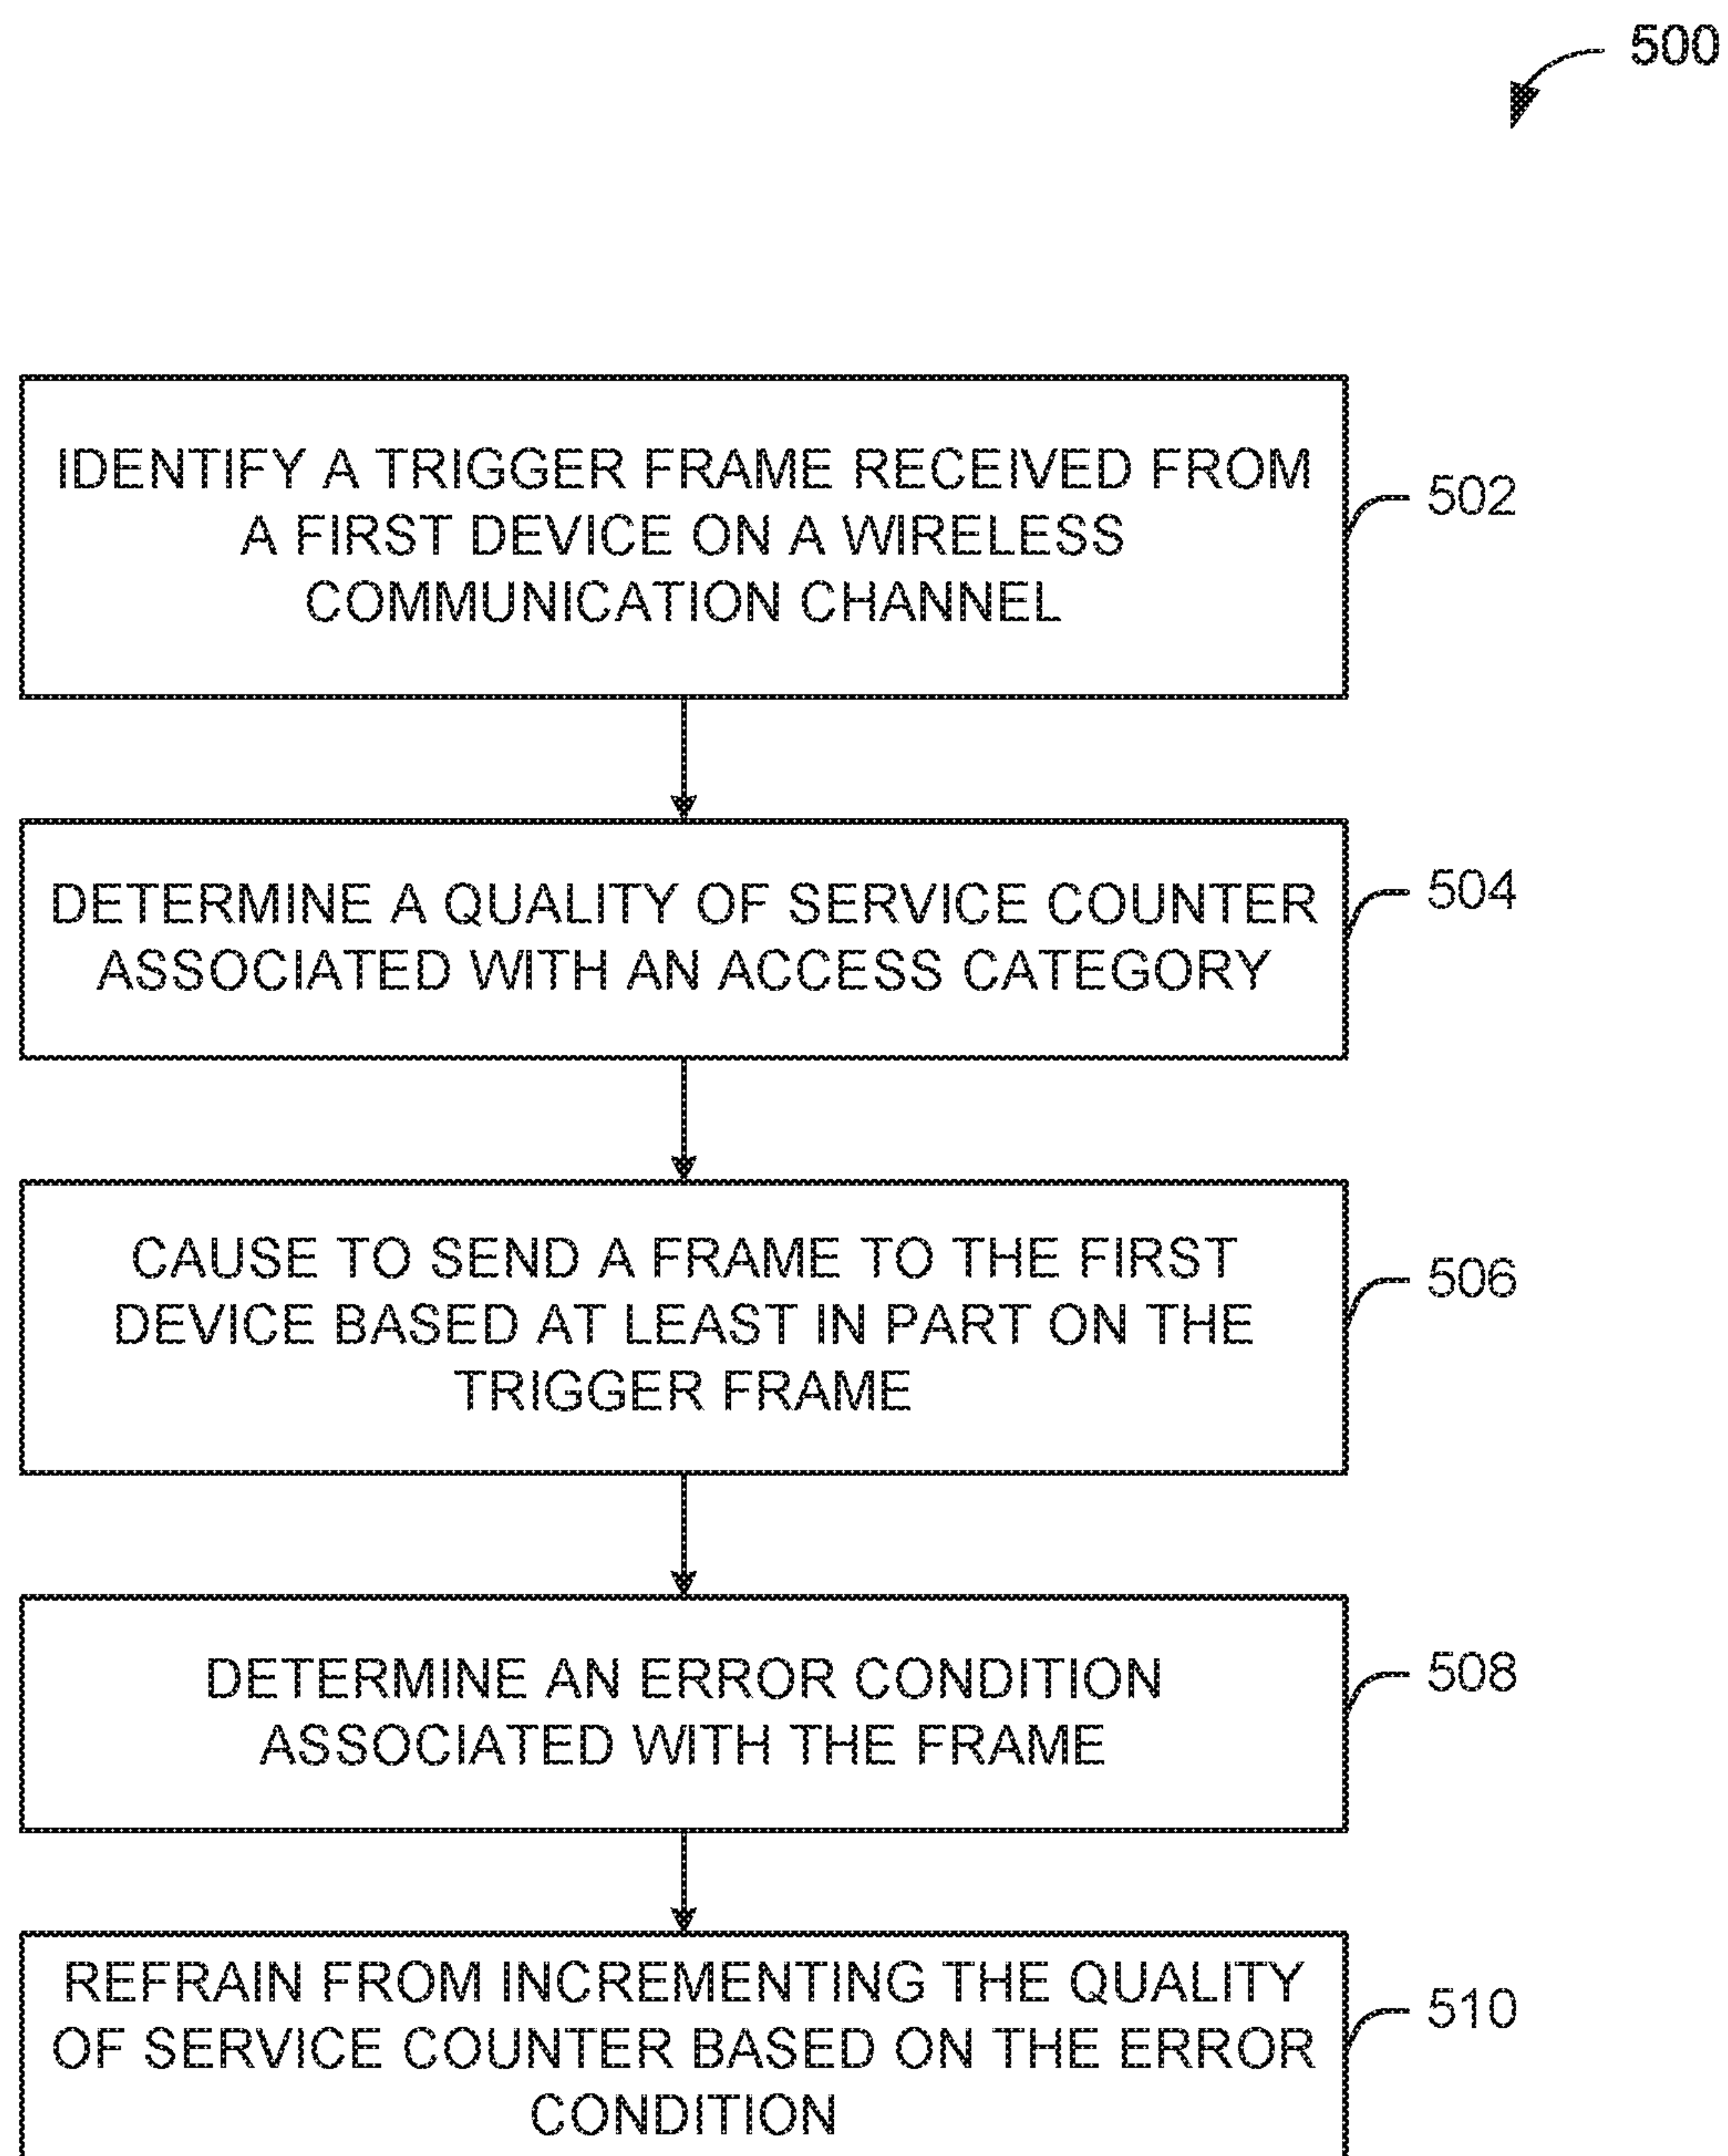 500
IDENTIFY A TRIGGER FRAME RECEIVED FROM
A FIRST DEVICE ON A WIRELESS
COMMUNICATION CHANNEL
502
DETERMINE A QUALITY OF SERVICE COUNTER
ASSOCIATED WITH AN ACCESS CATEGORY
504
CAUSE TO SEND A FRAME TO THE FIRST
DEVICE BASED AT LEAST IN PART ON THE
TRIGGER FRAME
506
DETERMINE AN ERROR CONDITION
ASSOCIATED WITH THE FRAME
508
REFRAIN FROM INCREMENTING THE QUALITY
OF SERVICE COUNTER BASED ON THE ERROR
CONDITION
510